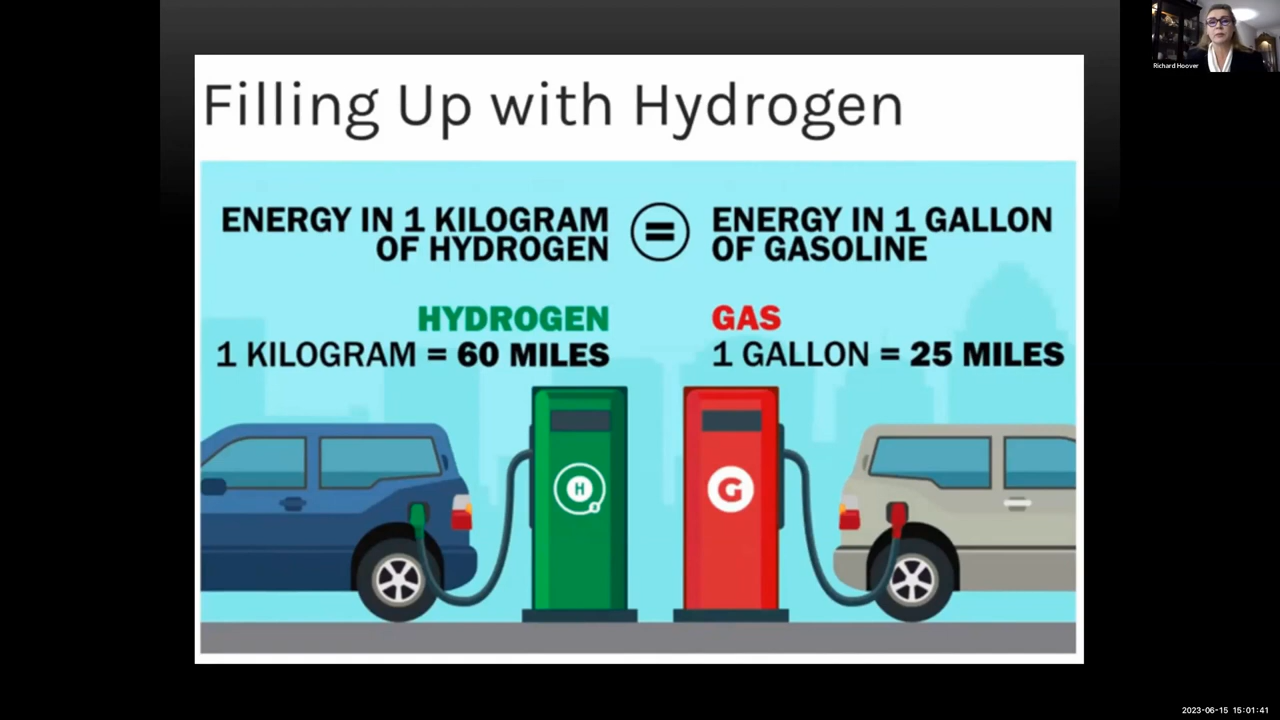 Filling Up with Hydrogen
ENERGY IN 1 KILOGRAM
OF HYDROGEN
=
ENERGY IN 1 GALLON
OF GASOLINE
HYDROGEN
1 KILOGRAM = 60 MILES
GAS
1 GALLON = 25 MILES
H
G
Richard Hoover
2023-06-15 15:01:41